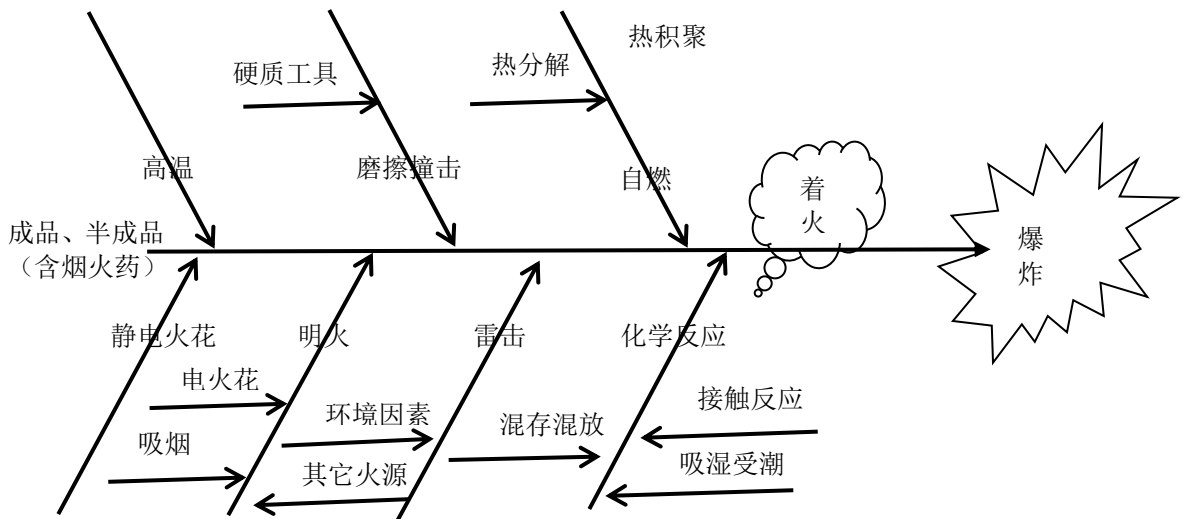 热积聚
热分解
硬质工具
高温
磨擦撞击
自燃
着
火
成品、半成品
（含烟火药）
爆
炸
静电火花
明火
雷击
化学反应
电火花
接触反应
环境因素
混存混放
吸烟
吸湿受潮
其它火源